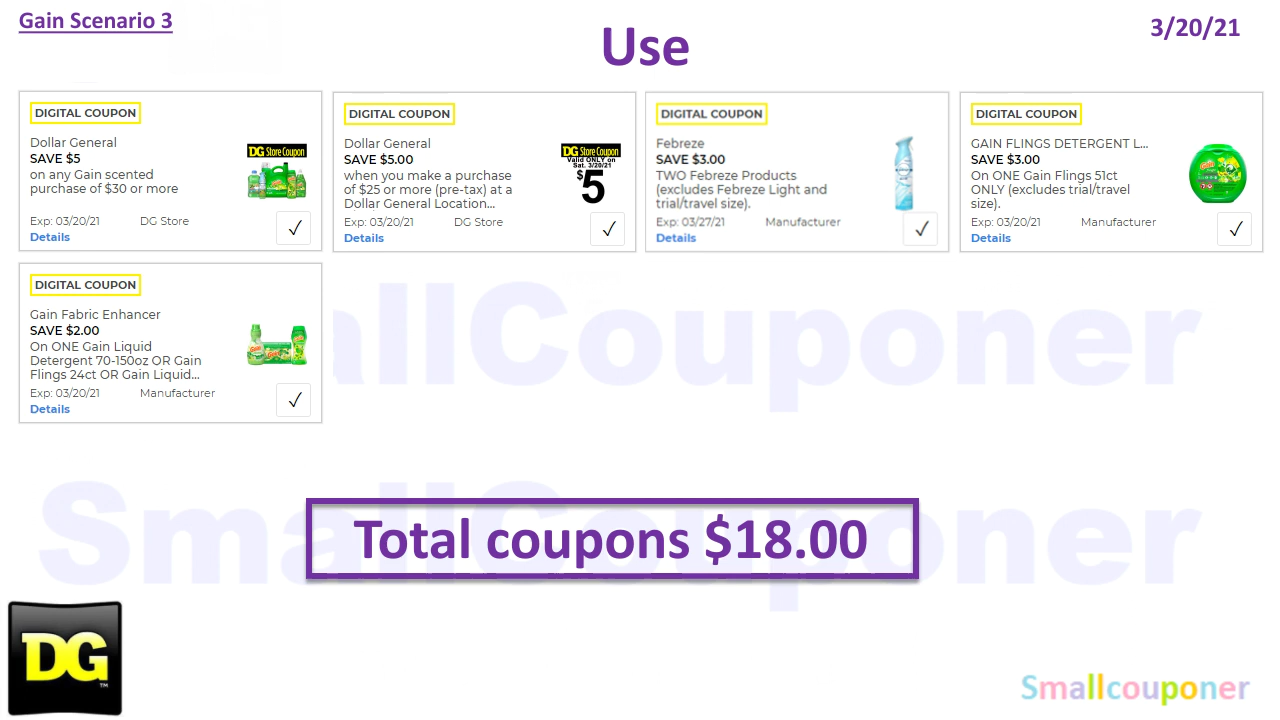 Gain Scenario 3
Use
3/20/21
DIGITAL COUPON
Dollar General
SAVE $5
on any Gain scented
purchase of $30 or more
Exp: 03/20/21 DG Store
Details
DG Store Coupon
DIGITAL COUPON
Dollar General
SAVE $5.00
when you make a purchase
of $25 or more (pre-tax) at a
Dollar General Location...
Exp: 03/20/21 DG Store
Details
DG Store Coupon
Valid ONLY on
Sat. 3/20/21
$5
DIGITAL COUPON
Febreze
SAVE $3.00
TWO Febreze Products
(excludes Febreze Light and
trial/travel size).
Exp: 03/27/21 Manufacturer
Details
DIGITAL COUPON
GAIN FLINGS DETERGENT L...
SAVE $3.00
On ONE Gain Flings 51ct
ONLY (excludes trial/travel
size).
Exp: 03/20/21 Manufacturer
Details
DIGITAL COUPON
Gain Fabric Enhancer
SAVE $2.00
On ONE Gain Liquid
Detergent 70-150oz OR Gain
Flings 24ct OR Gain Liquid...
Exp: 03/20/21 Manufacturer
Details
allCouponer
SmallCouponer
Total coupons $18.00
DG™
Smallcouponer